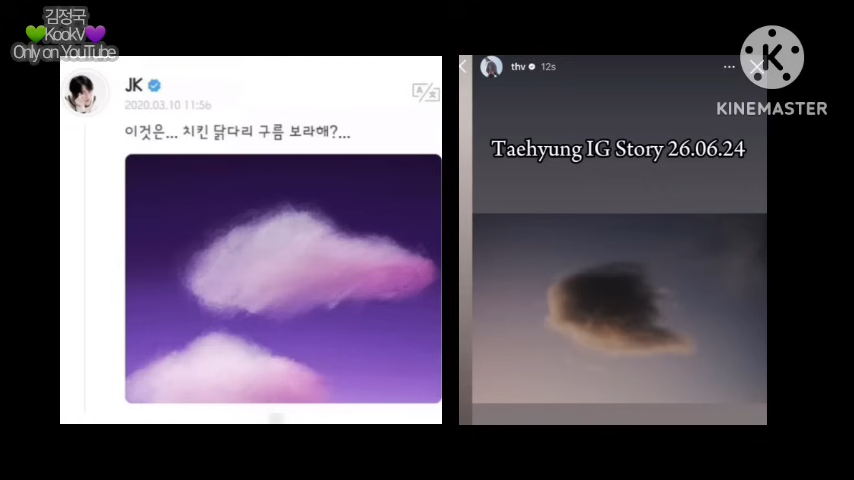 김정국
💚KookV💜
Only on YouTube
JK
2020.03.10 11:56
이것은... 치킨 닭다리 구름 보라해?...
thv 12s
Taehyung IG Story 26.06.24
KINEMASTER